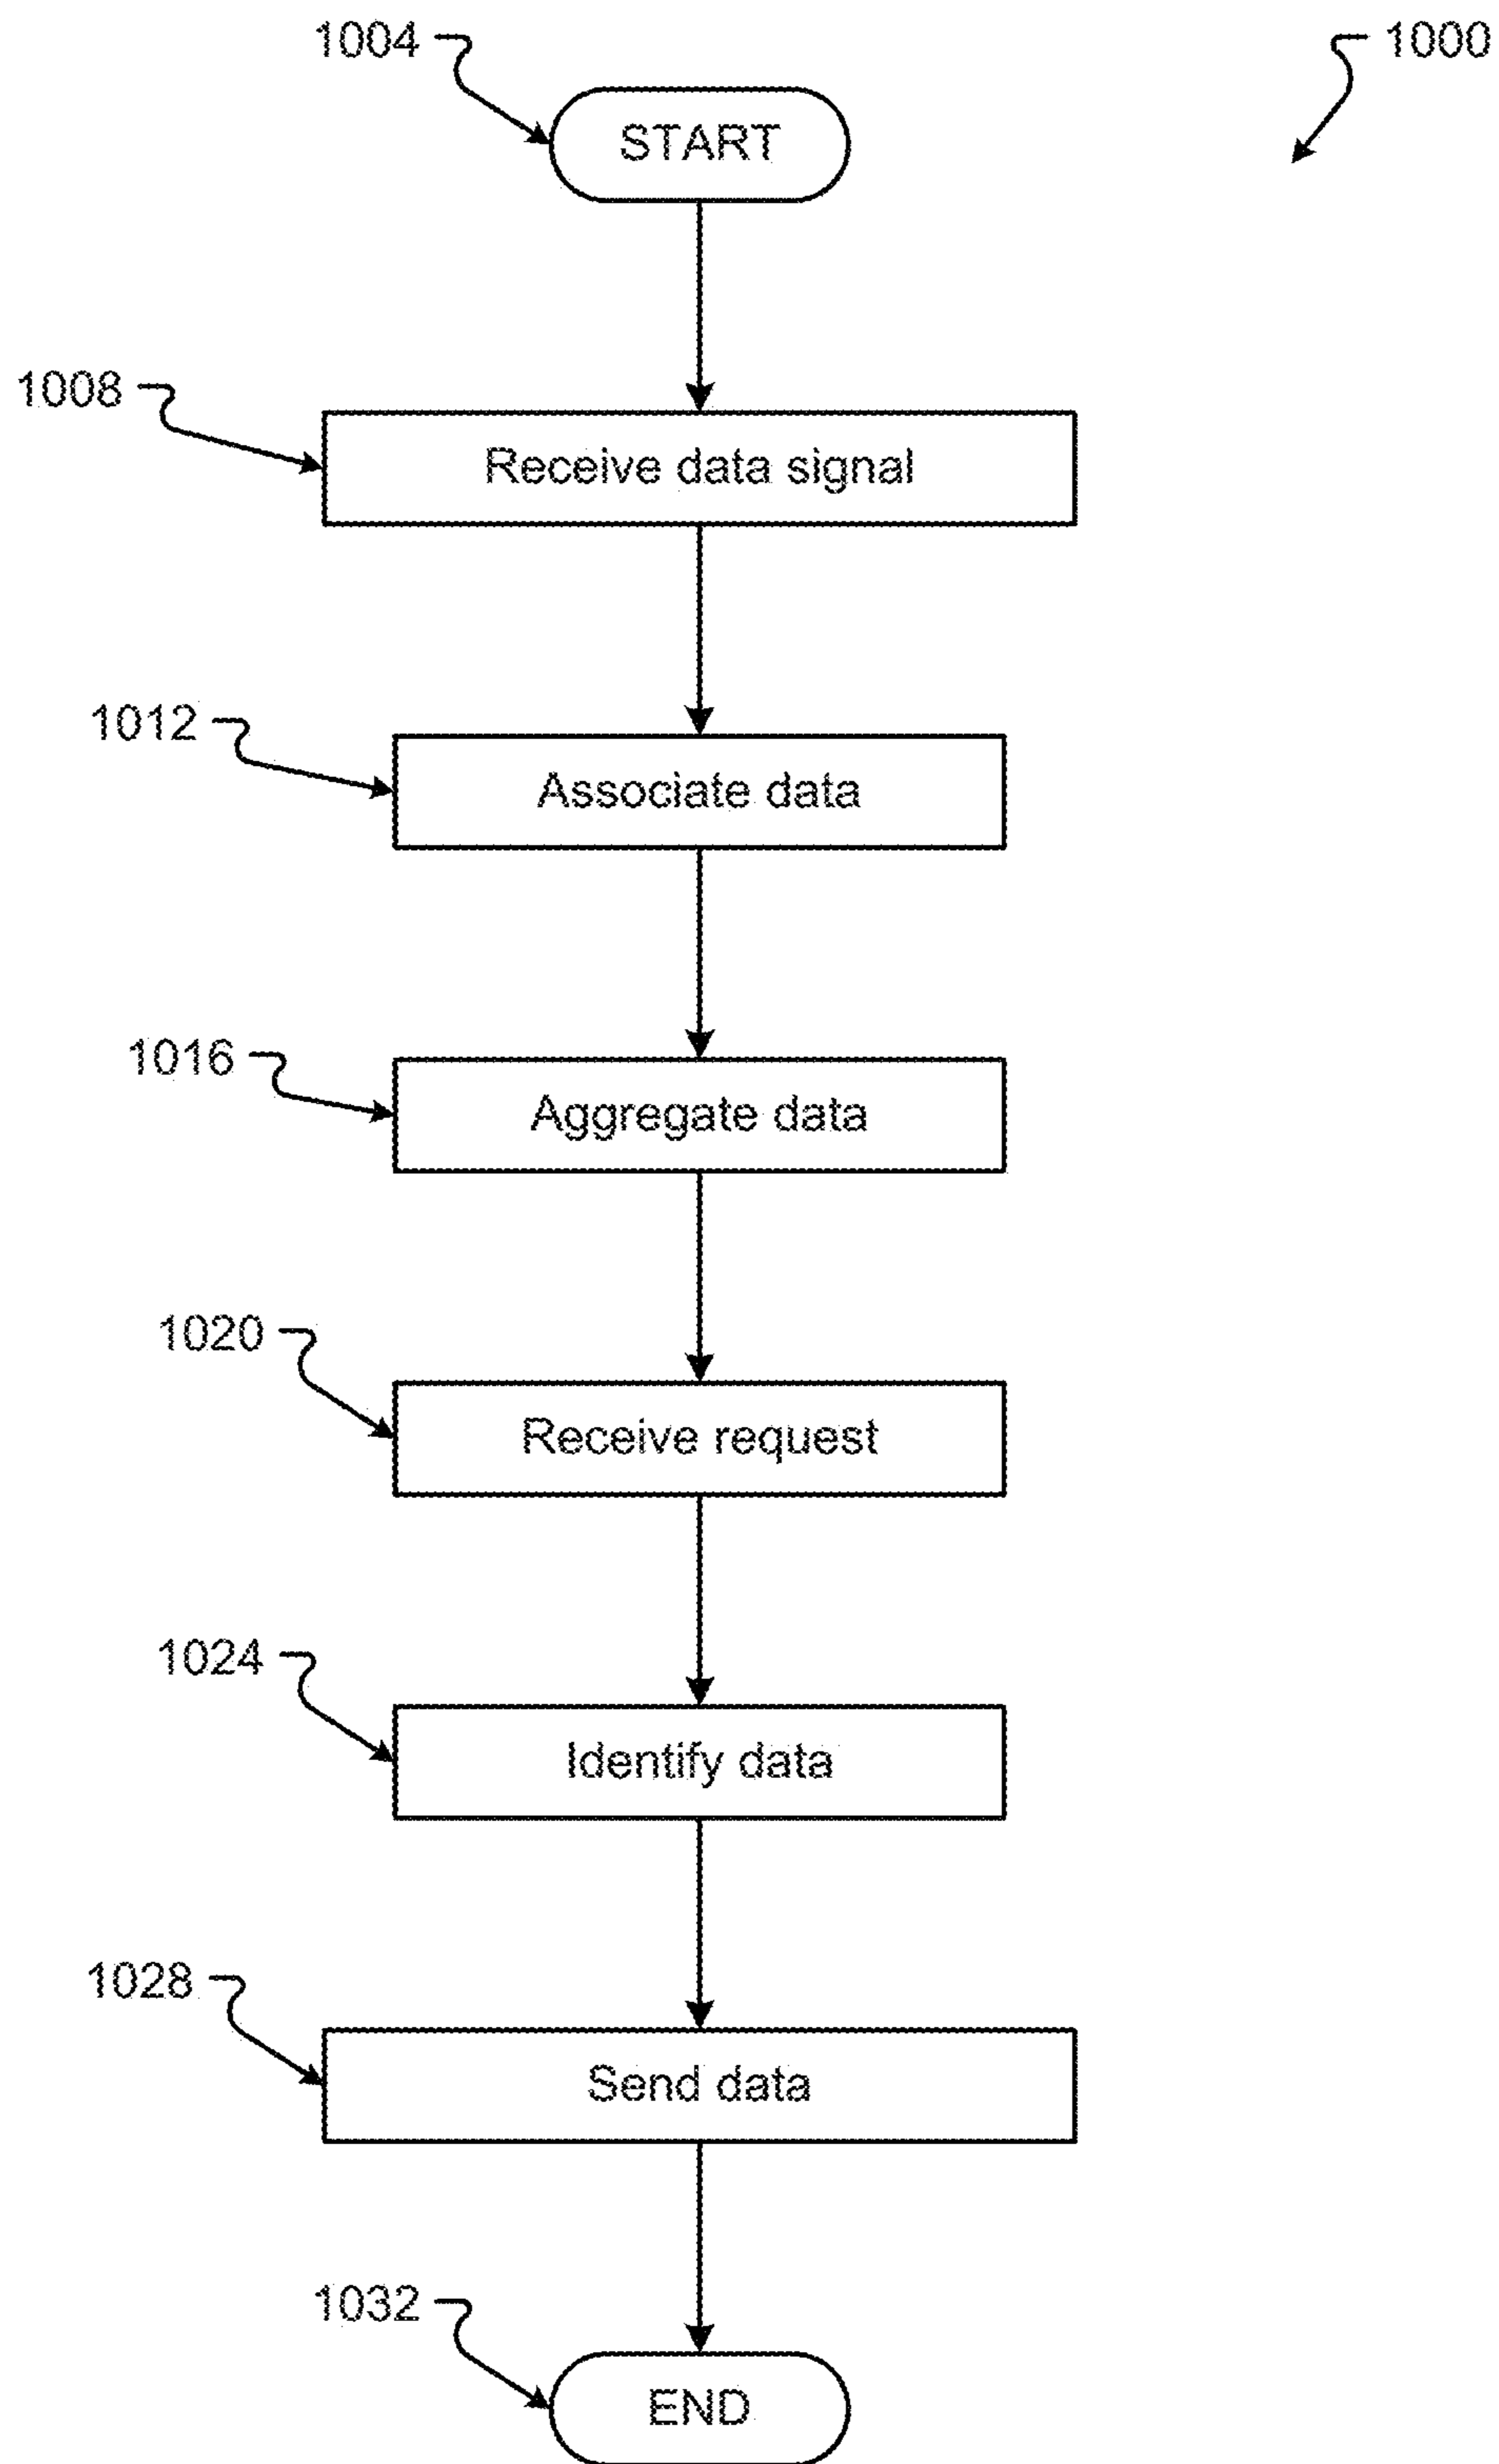 1004
1000
START
1008
Receive data signal
1012
Associate data
1016
Aggregate data
1020
Receive request
1024
Identify data
1028
Send data
1032
END